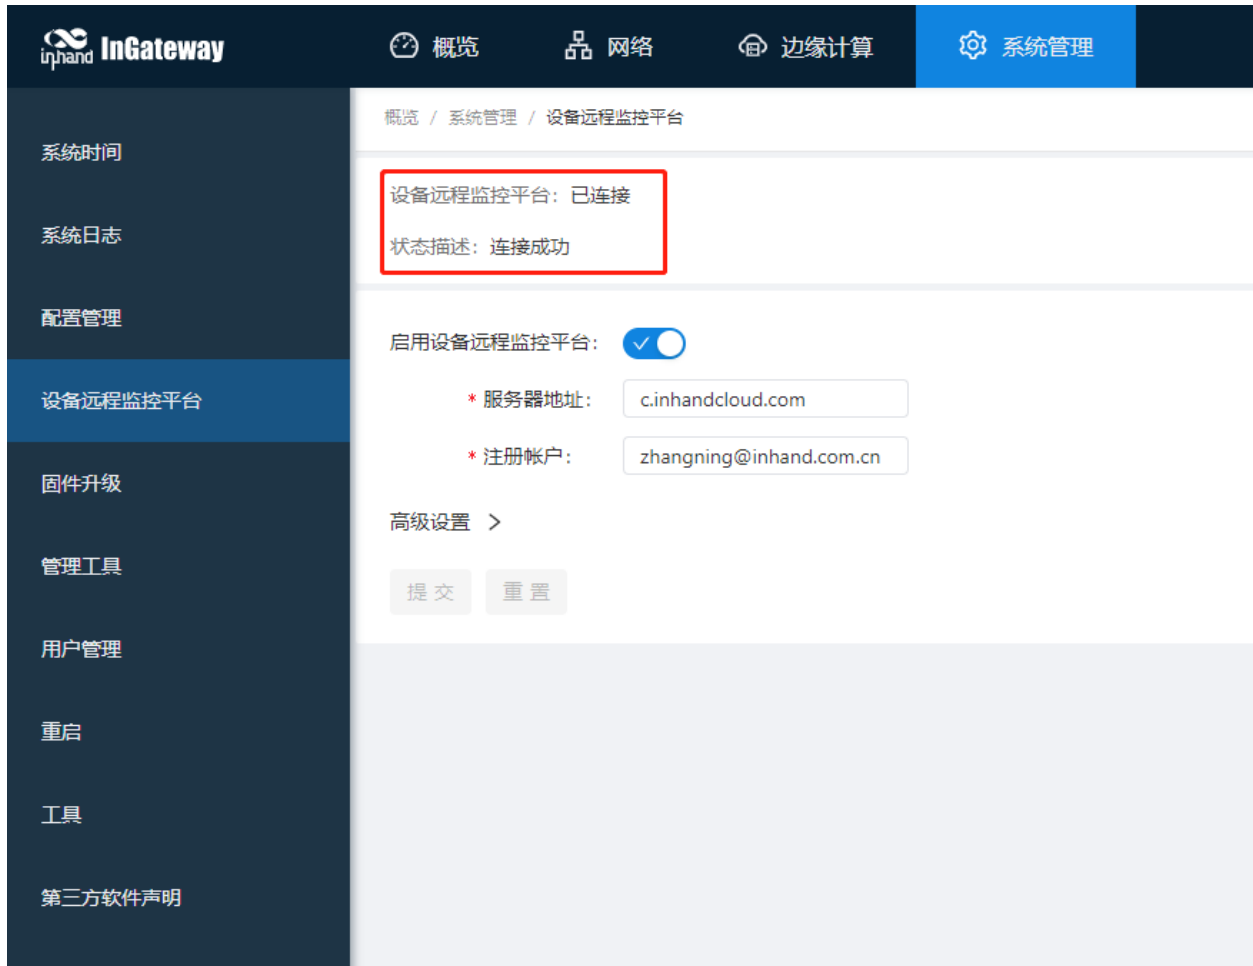 inhand InGateway
概览 网络 边缘计算 系统管理
系统时间
系统日志
配置管理
设备远程监控平台
固件升级
管理工具
用户管理
重启
工具
第三方软件声明
概览 / 系统管理 / 设备远程监控平台
设备远程监控平台：已连接
状态描述：连接成功
启用设备远程监控平台：
* 服务器地址： c.inhandcloud.com
* 注册帐户： zhangning@inhand.com.cn
高级设置 >
提交 重置